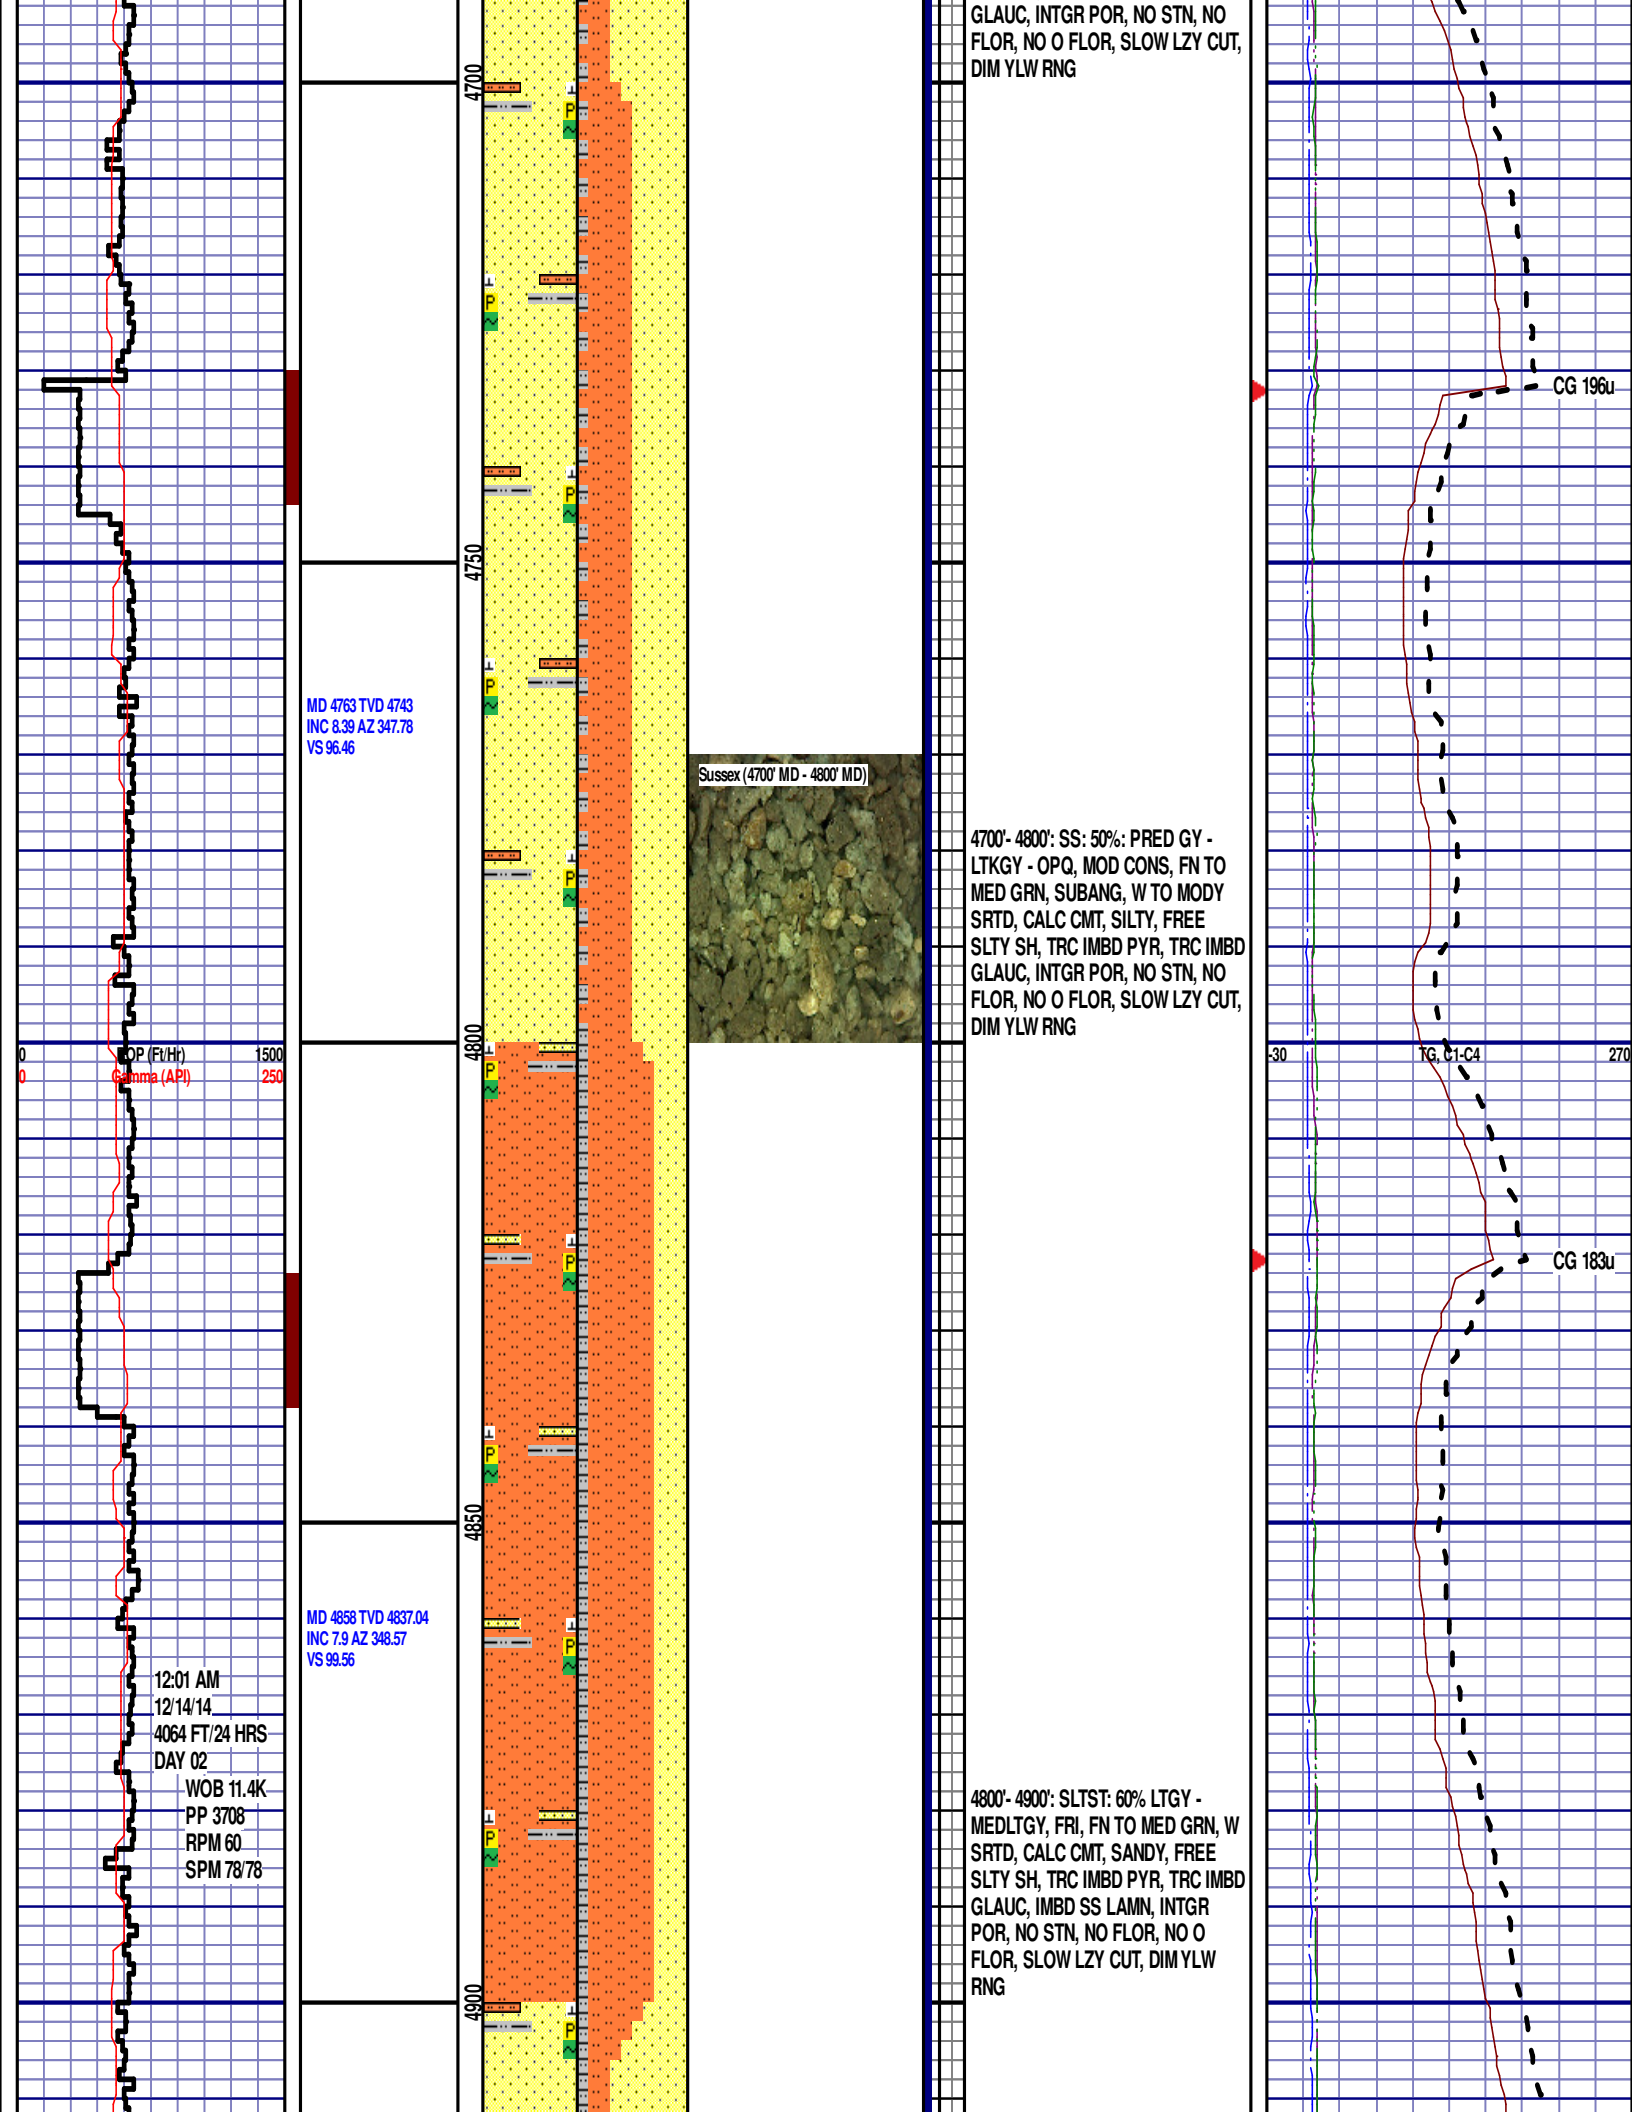 GLAUC, INTGR POR, NO STN, NO
FLOR, NO O FLOR, SLOW LZY CUT,
DIM YLW RNG
4700
P
P
CG 196u
P
4750
P
MD 4763 TVD 4743
INC 8.39 AZ 347.78
VS 96.46
Sussex (4700' MD - 4800' MD)
4700'- 4800': SS: 50%: PRED GY -
LTKGY - OPQ, MOD CONS, FN TO
MED GRN, SUBANG, W TO MODY
SRTD, CALC CMT, SILTY, FREE
SLTY SH, TRC IMBD PYR, TRC IMBD
GLAUC, INTGR POR, NO STN, NO
FLOR, NO O FLOR, SLOW LZY CUT,
DIM YLW RNG
P
4800
0 OP (Ft/Hr) 1500
0 Gamma (API) 250
-30 TG, C1-C4 270
P
P
CG 183u
P
4850
MD 4858 TVD 4837.04
INC 7.9 AZ 348.57
VS 99.56
P
12:01 AM
12/14/14
4064 FT/24 HRS
DAY 02
WOB 11.4K
PP 3708
RPM 60
SPM 78/78
4800'- 4900': SLTST: 60% LTGY -
MEDLTGY, FRI, FN TO MED GRN, W
SRTD, CALC CMT, SANDY, FREE
SLTY SH, TRC IMBD PYR, TRC IMBD
GLAUC, IMBD SS LAMN, INTGR
POR, NO STN, NO FLOR, NO O
FLOR, SLOW LZY CUT, DIM YLW
RNG
P
4900
P